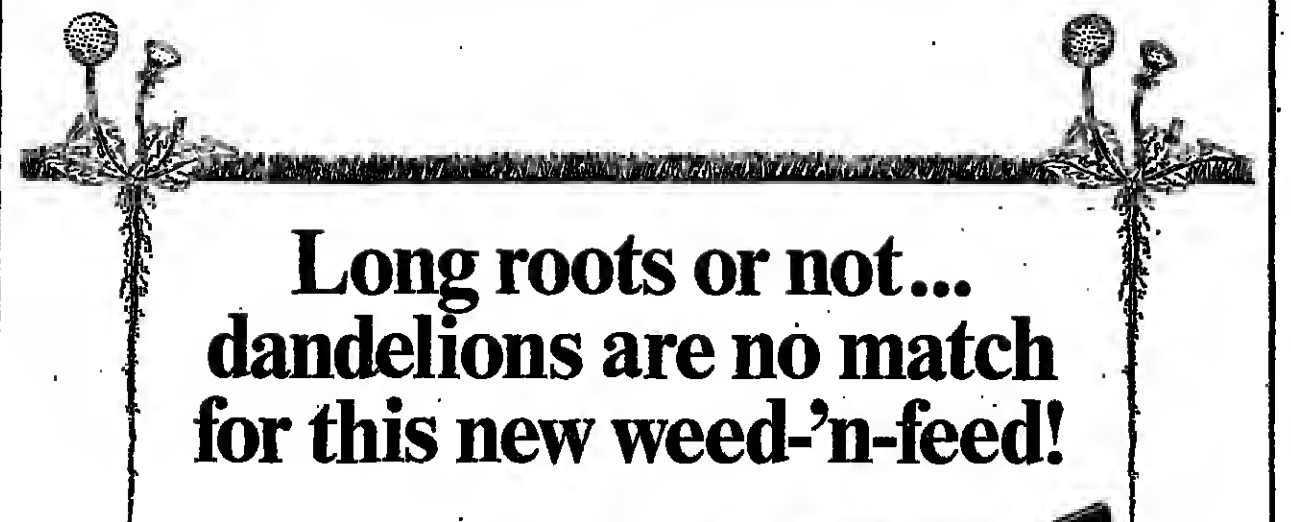 Long roots or not...
dandelions are no match
for this new weed-'n-feed!